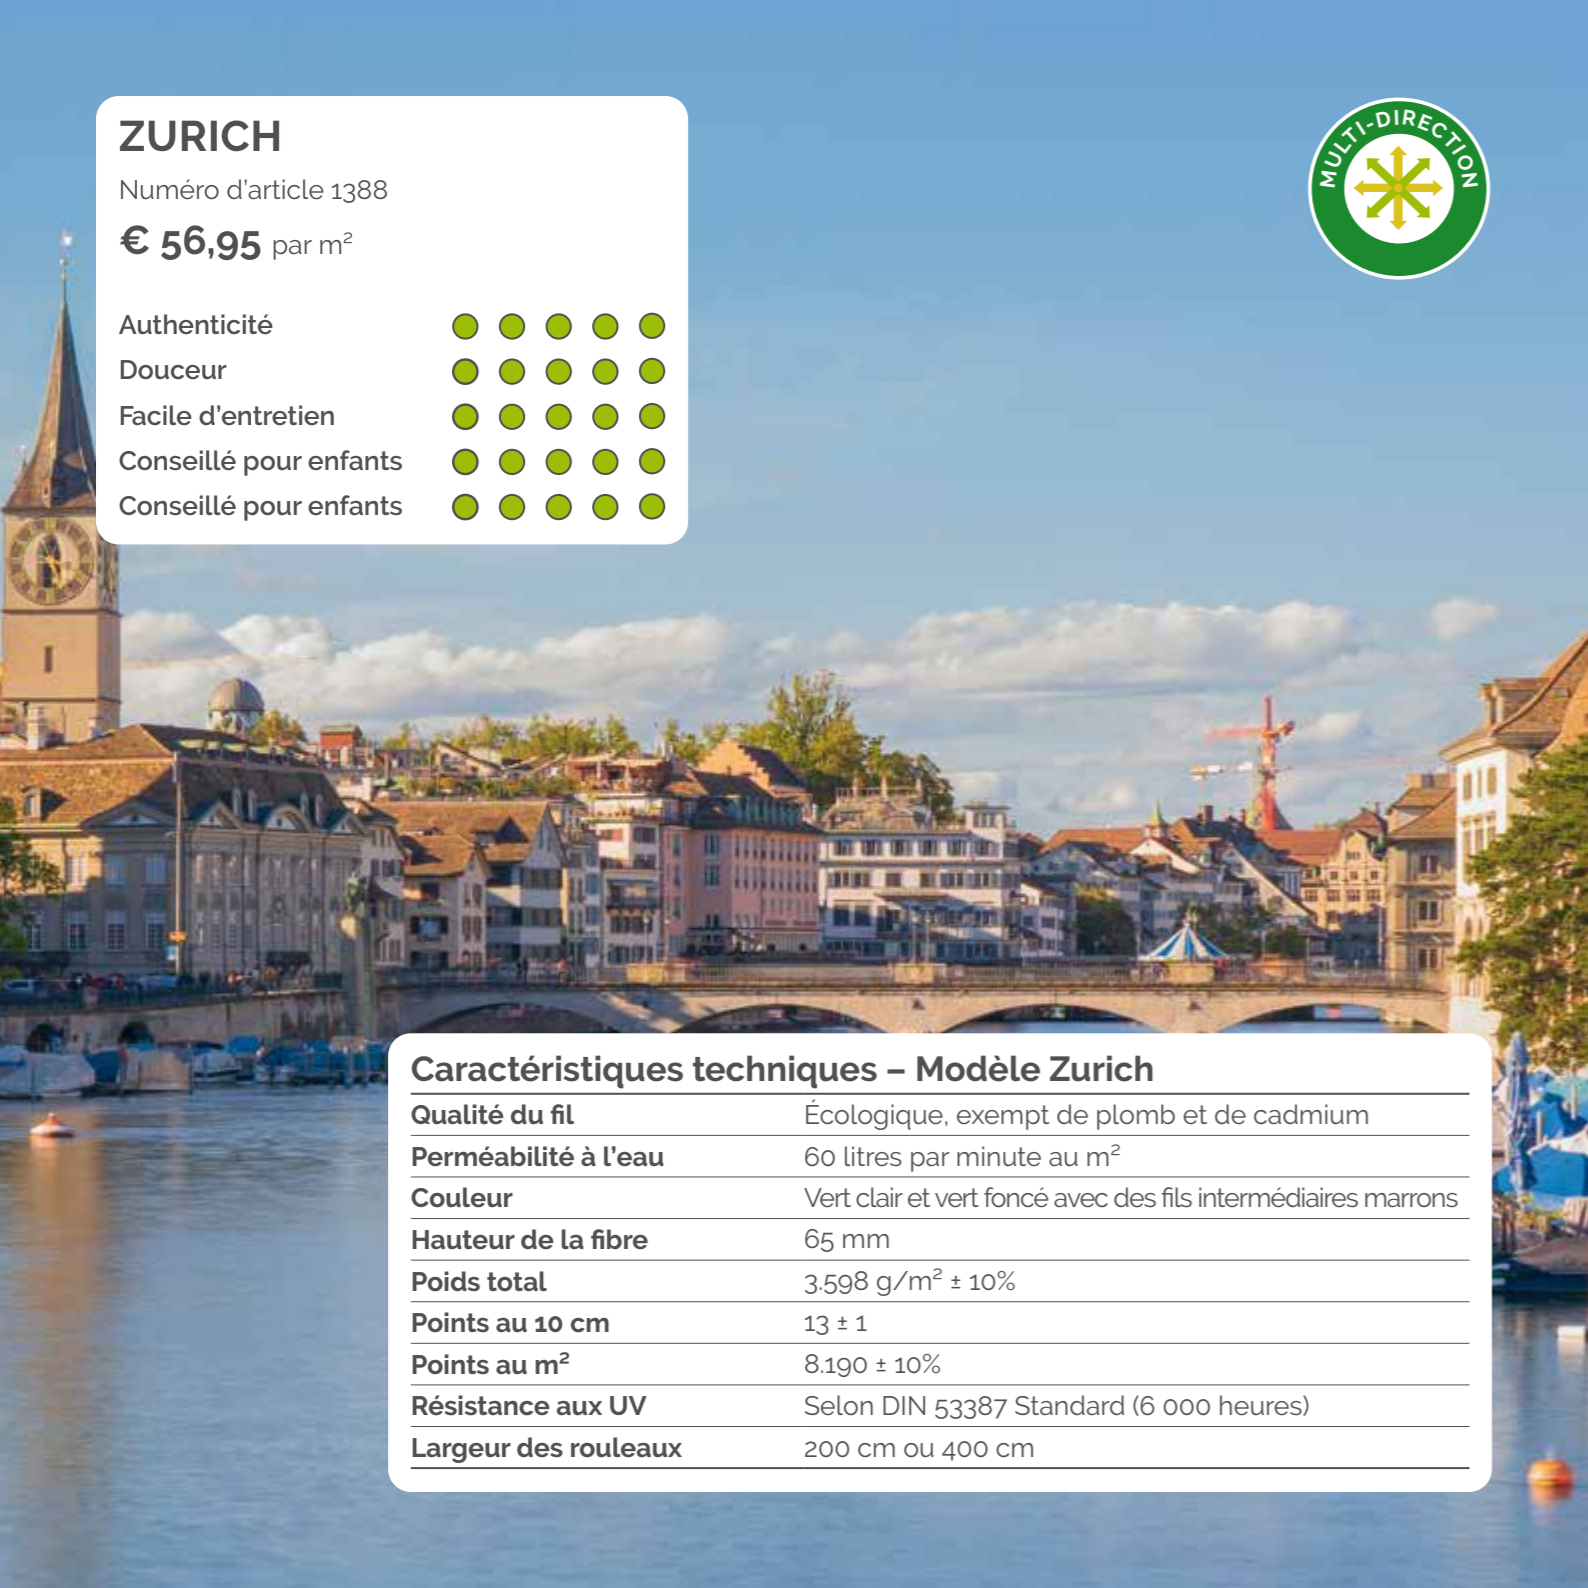 ZURICH
Numéro d'article 1388
€ 56,95 par m²
Authenticité
Douceur
Facile d'entretien
Conseillé pour enfants
Conseillé pour enfants
MULTI-DIRECTION
Caractéristiques techniques – Modèle Zurich
Qualité du fil Écologique, exempt de plomb et de cadmium
Perméabilité à l'eau 60 litres par minute au m²
Couleur Vert clair et vert foncé avec des fils intermédiaires marrons
Hauteur de la fibre 65 mm
Poids total 3.598 g/m² ± 10%
Points au 10 cm 13 ± 1
Points au m² 8.190 ± 10%
Résistance aux UV Selon DIN 53387 Standard (6 000 heures)
Largeur des rouleaux 200 cm ou 400 cm